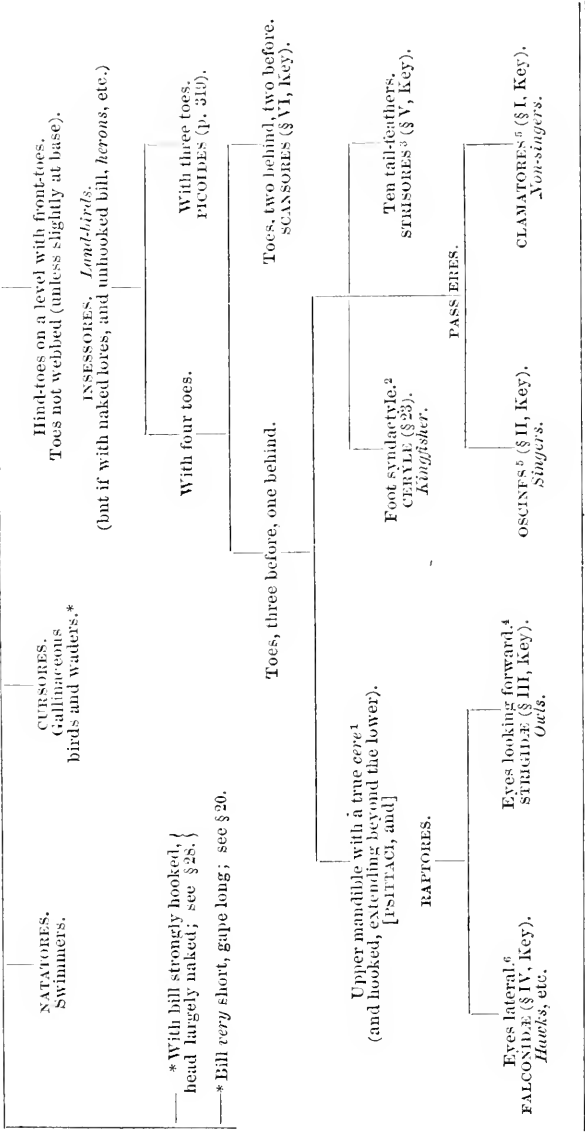 NATATORES.
Swimmers.
CURSORES.
Gallinaceous
birds and waders.*
Hind-toes on a level with front-toes.
Toes not webbed (unless slightly at base).
INSESSORES. Land-birds.
(but if with naked lores, and unhooked bill, herons, etc.)
* With bill strongly hooked, }
head largely naked; see § 28. }
* Bill very short, gape long; see § 20.
With four toes.
With three toes.
PICOIDES (p. 319).
Toes, three before, one behind.
Toes, two behind, two before.
SCANSORES (§ VI, Key).
Upper mandible with a true cere¹
(and hooked, extending beyond the lower).
[PSITTACI, and]
RAPTORES.
Foot syndactyle.²
CERYLE (§ 23).
Kingfisher.
Ten tail-feathers.
STRISORES³ (§ V, Key).
PASSERES.
Eyes lateral.⁶
FALCONIDÆ (§ IV, Key).
Hawks, etc.
Eyes looking forward.⁴
STRIGIDÆ (§ III, Key).
Owls.
OSCINES⁵ (§ II, Key).
Singers.
CLAMATORES⁵ (§ I, Key).
Non-singers.